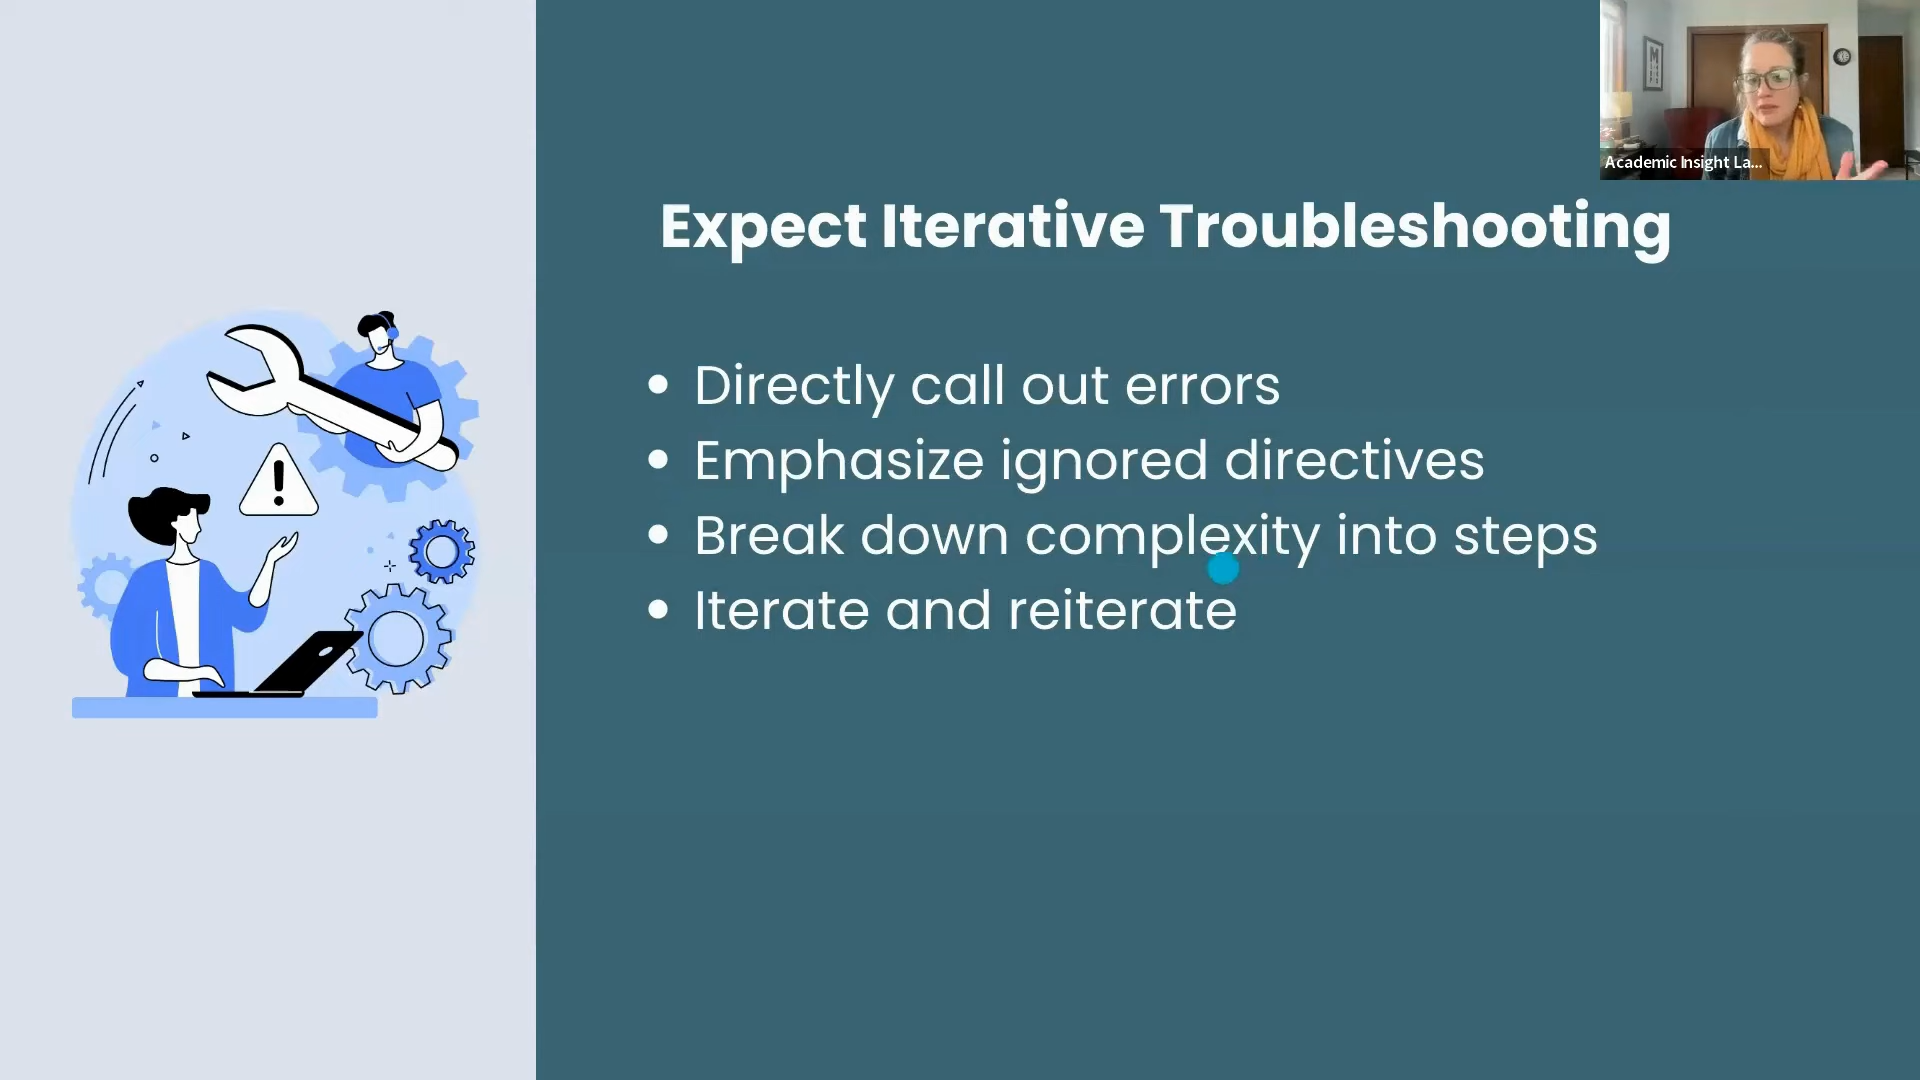 Academic Insight La...
Expect Iterative Troubleshooting
• Directly call out errors
• Emphasize ignored directives
• Break down complexity into steps
• Iterate and reiterate